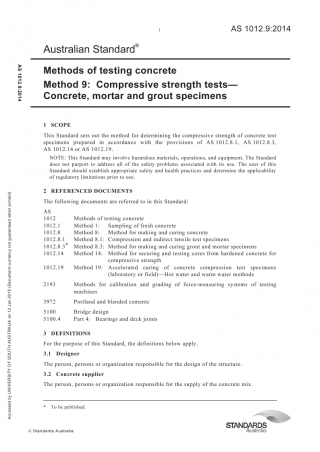 1
AS 1012.9:2014
Australian Standard®
Methods of testing concrete
Method 9: Compressive strength tests—
Concrete, mortar and grout specimens
1 SCOPE
This Standard sets out the method for determining the compressive strength of concrete test
specimens prepared in accordance with the provisions of AS 1012.8.1, AS 1012.8.3,
AS 1012.14 or AS 1012.19.
NOTE: This Standard may involve hazardous materials, operations, and equipment. The Standard
does not purport to address all of the safety problems associated with its use. The user of this
Standard should establish appropriate safety and health practices and determine the applicability
of regulatory limitations prior to use.
2 REFERENCED DOCUMENTS
The following documents are referred to in this Standard:
AS
1012 Methods of testing concrete
1012.1 Method 1: Sampling of fresh concrete
1012.8 Method 8: Method for making and curing concrete
1012.8.1 Method 8.1: Compression and indirect tensile test specimens
1012.8.3* Method 8.3: Method for making and curing grout and mortar specimens
1012.14 Method 14: Method for securing and testing cores from hardened concrete for
compressive strength
1012.19 Method 19: Accelerated curing of concrete compression test specimens
(laboratory or field)—Hot water and warm water methods
2193 Methods for calibration and grading of force-measuring systems of testing
machines
3972 Portland and blended cements
5100 Bridge design
5100.4 Part 4: Bearings and deck joints
3 DEFINITIONS
For the purpose of this Standard, the definitions below apply.
3.1 Designer
The person, persons or organization responsible for the design of the structure.
3.2 Concrete supplier
The person, persons or organization responsible for the supply of the concrete mix.
* To be published.
© Standards Australia
STANDARDS
Australia
AS 1012.9:2014
Accessed by UNIVERSITY OF SOUTH AUSTRALIA on 12 Jan 2015 (Document currency not guaranteed when printed)